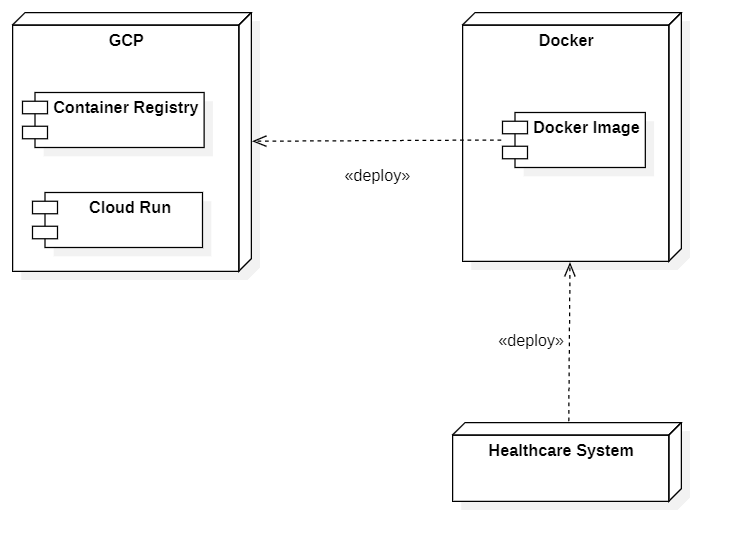 GCP
Container Registry
Cloud Run
«deploy»
Docker
Docker Image
«deploy»
Healthcare System